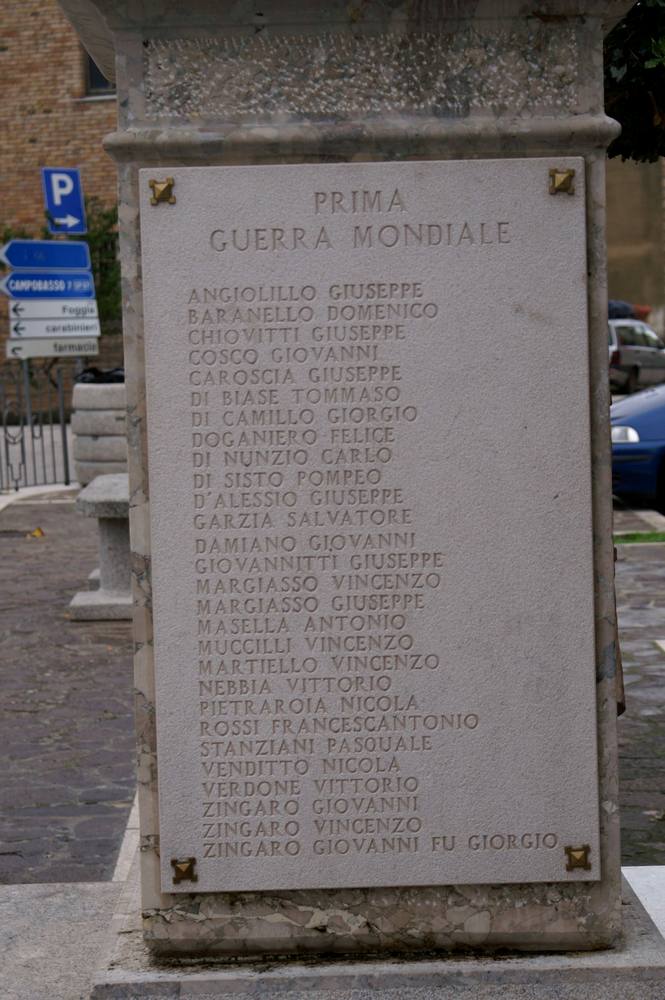 PRIMA
GUERRA MONDIALE
ANGIOLILLO GIUSEPPE
BARANELLO DOMENICO
CHIOVITTI GIUSEPPE
COSCO GIOVANNI
CAROSCIA GIUSEPPE
DI BIASE TOMMASO
DI CAMILLO GIORGIO
DOGANIERO FELICE
DI NUNZIO CARLO
DI SISTO POMPEO
D'ALESSIO GIUSEPPE
GARZIA SALVATORE
DAMIANO GIOVANNI
GIOVANNITTI GIUSEPPE
MARGIASSO VINCENZO
MARGIASSO GIUSEPPE
MASELLA ANTONIO
MUCCILLI VINCENZO
MARTIELLO VINCENZO
NEBBIA VITTORIO
PIETRAROIA NICOLA
ROSSI FRANCESCANTONIO
STANZIANI PASQUALE
VENDITTO NICOLA
VERDONE VITTORIO
ZINGARO GIOVANNI
ZINGARO VINCENZO
ZINGARO GIOVANNI FU GIORGIO
P
CAMPOBASSO
Foggia
carabinieri
farmacia